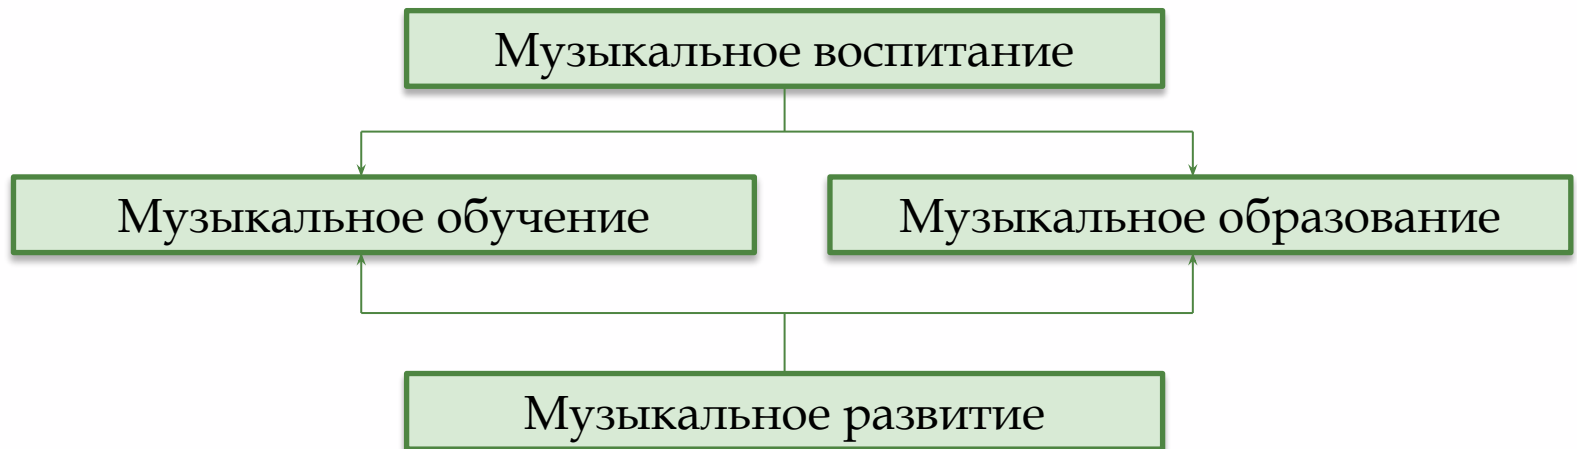 Музыкальное воспитание
Музыкальное обучение
Музыкальное образование
Музыкальное развитие